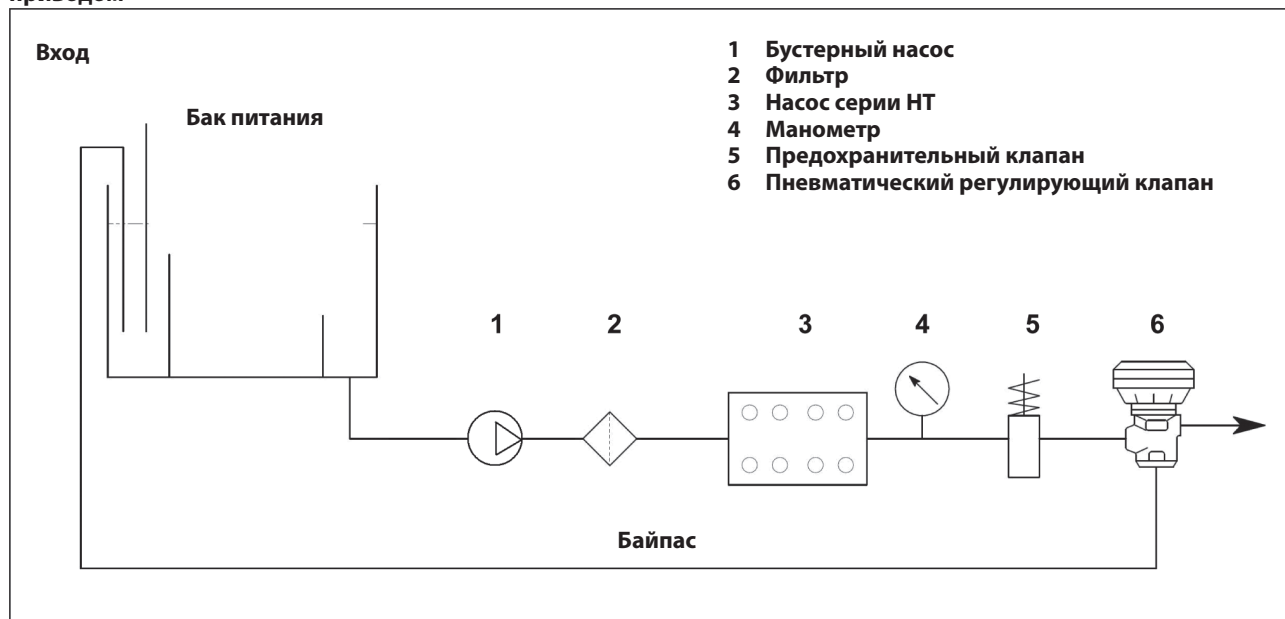 приводом
Вход
Бак питания
1 Бустерный насос
2 Фильтр
3 Насос серии НТ
4 Манометр
5 Предохранительный клапан
6 Пневматический регулирующий клапан
1 2 3 4 5 6
Байпас